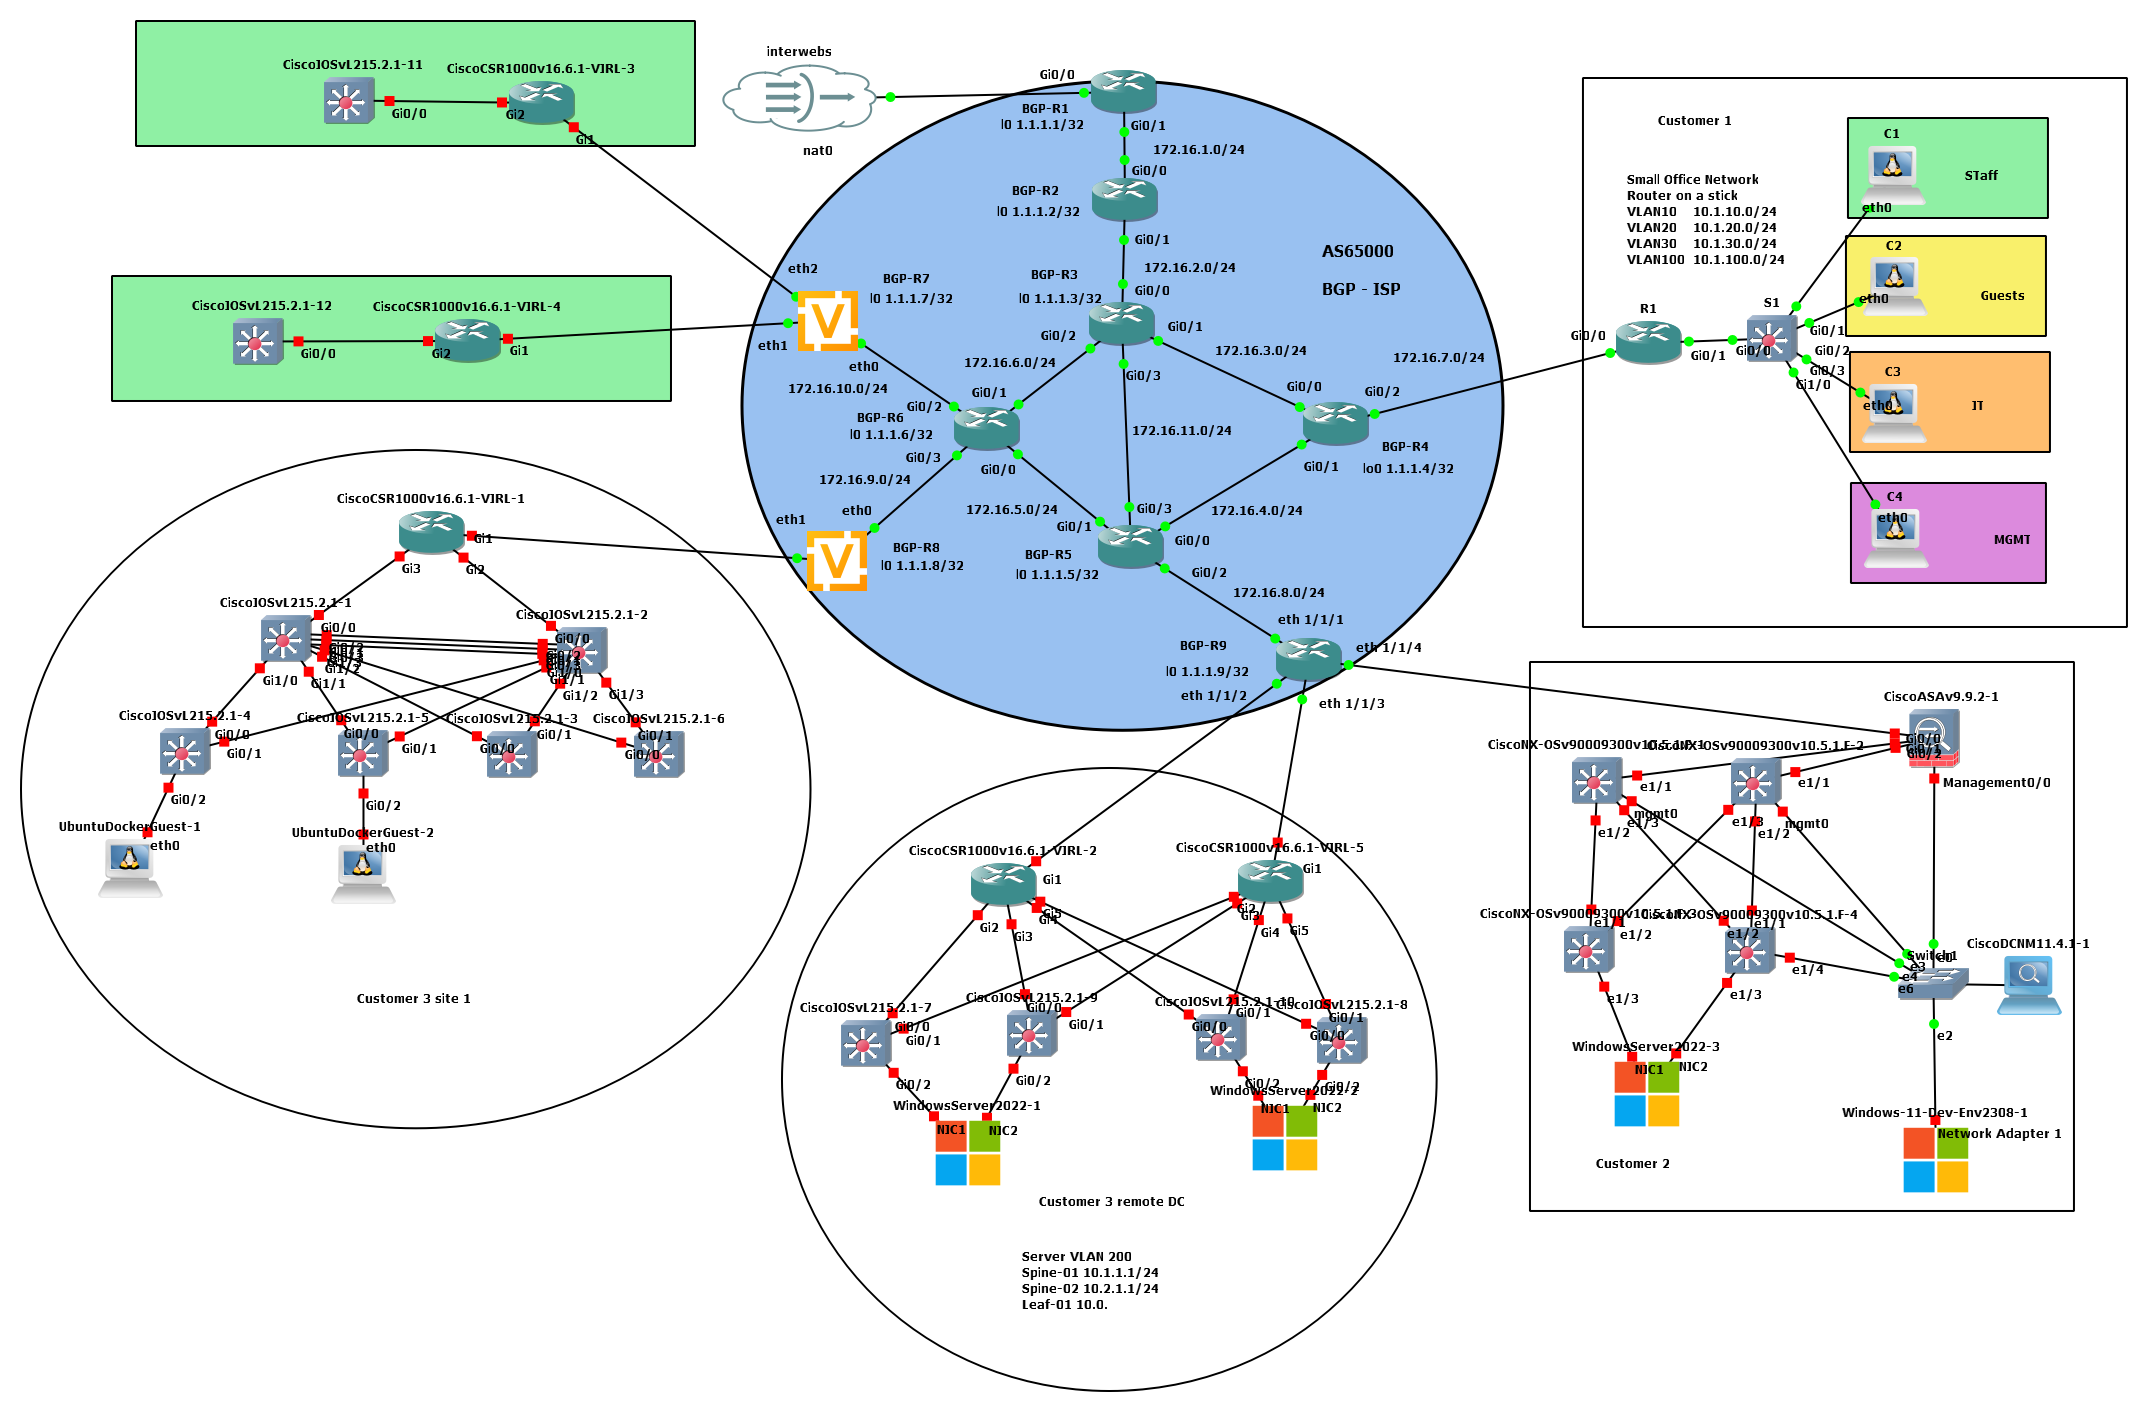 CiscoIOSvL215.2.1-11
CiscoCSR1000v16.6.1-VIRL-3
Gi0/0
Gi2
Gi1
CiscoIOSvL215.2.1-12
CiscoCSR1000v16.6.1-VIRL-4
Gi0/0
Gi2
Gi1
interwebs
nat0
Gi0/0
BGP-R1
l0 1.1.1.1/32
Gi0/1
172.16.1.0/24
Gi0/0
BGP-R2
l0 1.1.1.2/32
Gi0/1
172.16.2.0/24
BGP-R3
l0 1.1.1.3/32
Gi0/0
Gi0/2
Gi0/1
Gi0/3
AS65000
BGP - ISP
eth2
BGP-R7
l0 1.1.1.7/32
eth1
eth0
172.16.10.0/24
172.16.6.0/24
172.16.3.0/24
172.16.7.0/24
Gi0/2
Gi0/1
BGP-R6
l0 1.1.1.6/32
Gi0/3
Gi0/0
172.16.11.0/24
Gi0/0
Gi0/2
Gi0/1
BGP-R4
lo0 1.1.1.4/32
172.16.9.0/24
172.16.5.0/24
172.16.4.0/24
eth1
eth0
BGP-R8
l0 1.1.1.8/32
Gi0/1
Gi0/3
Gi0/0
BGP-R5
l0 1.1.1.5/32
Gi0/2
172.16.8.0/24
eth 1/1/1
BGP-R9
l0 1.1.1.9/32
eth 1/1/4
eth 1/1/2
eth 1/1/3
Customer 1
Small Office Network
Router on a stick
VLAN10 10.1.10.0/24
VLAN20 10.1.20.0/24
VLAN30 10.1.30.0/24
VLAN100 10.1.100.0/24
R1
Gi0/0
Gi0/1
S1
Gi0/0
Gi0/1
Gi0/2
Gi0/3
Gi1/0
C1
STaff
eth0
C2
Guests
eth0
C3
IT
eth0
C4
MGMT
eth0
CiscoCSR1000v16.6.1-VIRL-1
Gi1
Gi3
Gi2
CiscoIOSvL215.2.1-1
CiscoIOSvL215.2.1-2
Gi0/0
Gi0/0
Gi1/2
Gi1/0
Gi1/1
Gi1/0
Gi1/1
Gi1/2
Gi1/3
CiscoIOSvL215.2.1-4
CiscoIOSvL215.2.1-5
CiscoIOSvL215.2.1-3
CiscoIOSvL215.2.1-6
Gi0/0
Gi0/1
Gi0/0
Gi0/1
Gi0/0
Gi0/1
Gi0/1
Gi0/0
Gi0/2
Gi0/2
UbuntuDockerGuest-1
eth0
UbuntuDockerGuest-2
eth0
Customer 3 site 1
CiscoCSR1000v16.6.1-VIRL-2
CiscoCSR1000v16.6.1-VIRL-5
Gi1
Gi1
Gi2
Gi3
Gi4
Gi5
Gi2
Gi3
Gi4
Gi5
CiscoIOSvL215.2.1-7
CiscoIOSvL215.2.1-9
CiscoIOSvL215.2.1-10
CiscoIOSvL215.2.1-8
Gi0/0
Gi0/1
Gi0/0
Gi0/1
Gi0/1
Gi0/0
Gi0/1
Gi0/0
Gi0/2
Gi0/2
Gi0/2
Gi0/2
WindowsServer2022-1
NIC1
NIC2
WindowsServer2022-2
NIC1
NIC2
Customer 3 remote DC
Server VLAN 200
Spine-01 10.1.1.1/24
Spine-02 10.2.1.1/24
Leaf-01 10.0.
CiscoASAv9.9.2-1
Gi0/0
Gi0/1
Gi0/2
Management0/0
CiscoNX-OSv90009300v10.5.1.F-1
CiscoNX-OSv90009300v10.5.1.F-2
e1/1
mgmt0
e1/3
e1/2
e1/1
mgmt0
e1/3
e1/2
CiscoNX-OSv90009300v10.5.1.F-3
CiscoNX-OSv90009300v10.5.1.F-4
e1/1
e1/2
e1/3
e1/1
e1/2
e1/4
e1/3
Switch1
e0
e3
e4
e6
e2
CiscoDCNM11.4.1-1
WindowsServer2022-3
NIC1
NIC2
Windows-11-Dev-Env2308-1
Network Adapter 1
Customer 2